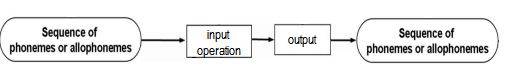 Sequence of
phonemes or allophonemes
input
operation
output
Sequence of
phonemes or allophonemes